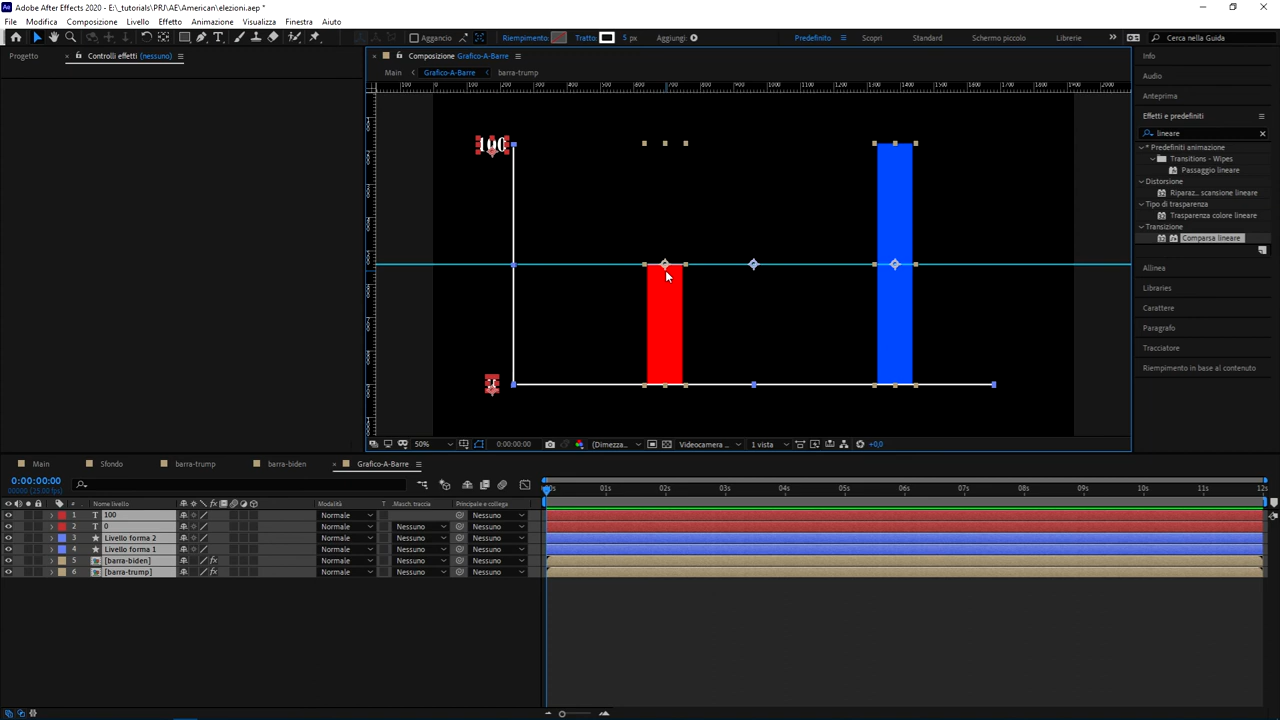 Adobe After Effects 2020 - E:\_tutorials\PRJ\AE\American\elezioni.aep *
File Modifica Composizione Livello Effetto Animazione Visualizza Finestra Aiuto
Aggancio Riempimento: Tratto: 5 px Aggiungi: Predefinito Scopri Standard Schermo piccolo Librerie Cerca nella Guida
Progetto Controlli effetti (nessuno) Composizione Grafico-A-Barre
Main Grafico-A-Barre barra-trump
Info
Audio
Anteprima
Effetti e predefiniti
lineare
* Predefiniti animazione
Transitions - Wipes
Passaggio lineare
Distorsione
Riparaz... scansione lineare
Tipo di trasparenza
Trasparenza colore lineare
Transizione
Comparsa lineare
Allinea
Libraries
Carattere
Paragrafo
Tracciatore
Riempimento in base al contenuto
100
50% 0:00:00:00 (Dimezza... Videocamera ... 1 vista +0,0
Main Sfondo barra-trump barra-biden Grafico-A-Barre
0:00:00:00
00000 (25.00 fps)
# Nome livello Modalità T Masch. traccia Principale e collega
01s 02s 03s 04s 05s 06s 07s 08s 09s 10s 11s 12s
1 T 100 Normale Nessuno
2 T 0 Normale Nessuno Nessuno
3 Livello forma 2 Normale Nessuno Nessuno
4 Livello forma 1 Normale Nessuno Nessuno
5 [barra-biden] fx Normale Nessuno Nessuno
6 [barra-trump] fx Normale Nessuno Nessuno